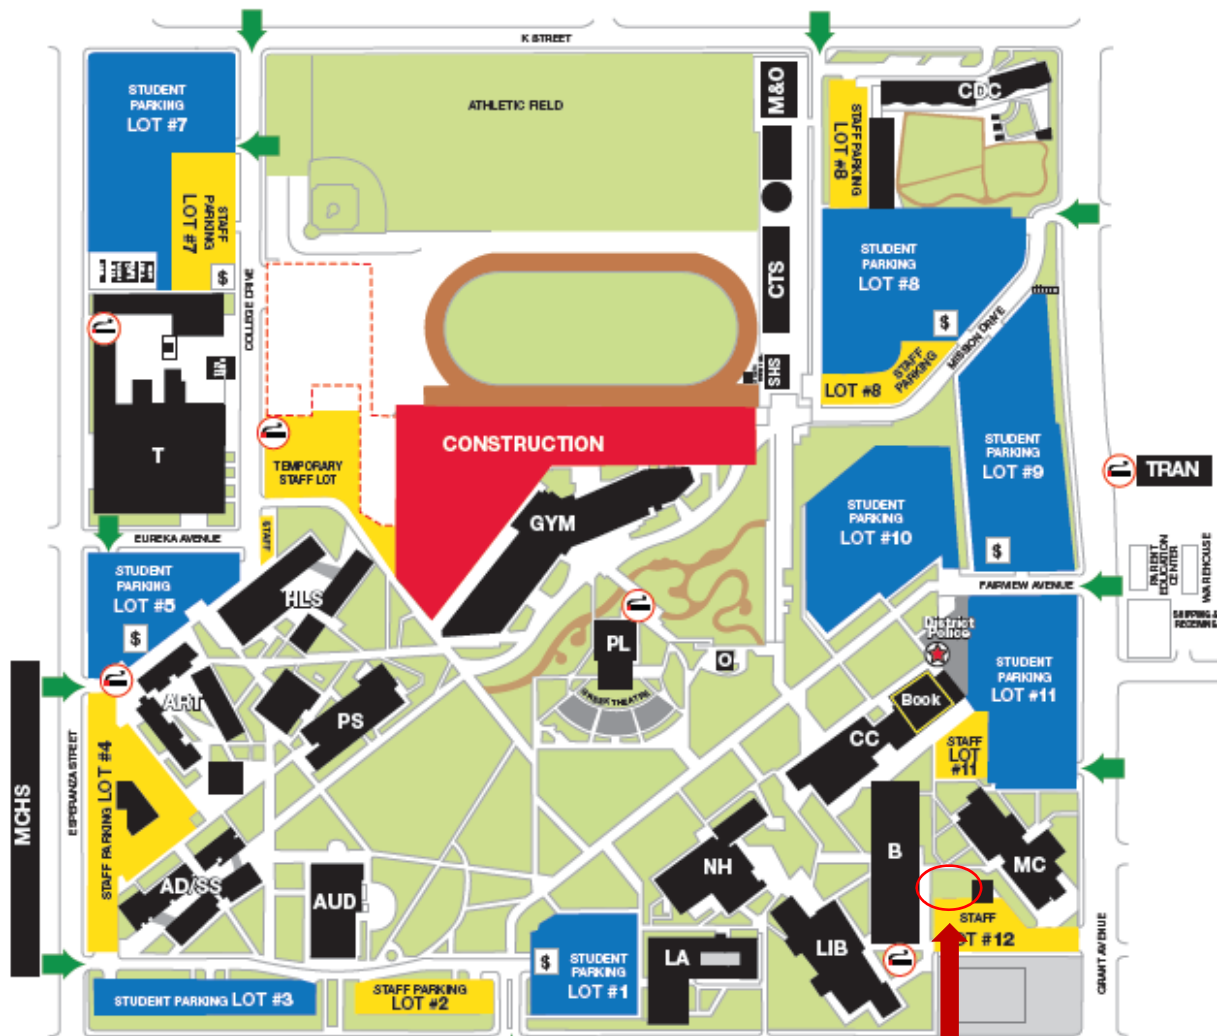 K STREET
STUDENT
PARKING
LOT #7
STAFF
PARKING
LOT #7
$
COLLEGE DRIVE
ATHLETIC FIELD
M&O
CTS
SHS
CDC
STAFF PARKING
LOT #8
STUDENT
PARKING
LOT #8
$
STAFF
PARKING
LOT #8
MISSION DRIVE
STUDENT
PARKING
LOT #9
$
STUDENT
PARKING
LOT #10
TRAN
PARENT
EDUCATION
CENTER
WAREHOUSE
FAIRVIEW AVENUE
T
TEMPORARY
STAFF LOT
CONSTRUCTION
GYM
EUREKA AVENUE
STAFF
STUDENT
PARKING
LOT #5
$
HLS
ART
PS
PL
GREEK THEATRE
O
District
Police
STUDENT
PARKING
LOT #11
Book
CC
STAFF
LOT
#11
MCHS
ESPERANZA STREET
STAFF PARKING LOT #4
AD/SS
AUD
NH
B
MC
LIB
LA
STAFF
LOT #12
GRANT AVENUE
STUDENT PARKING LOT #3
STAFF PARKING
LOT #2
$
STUDENT
PARKING
LOT #1